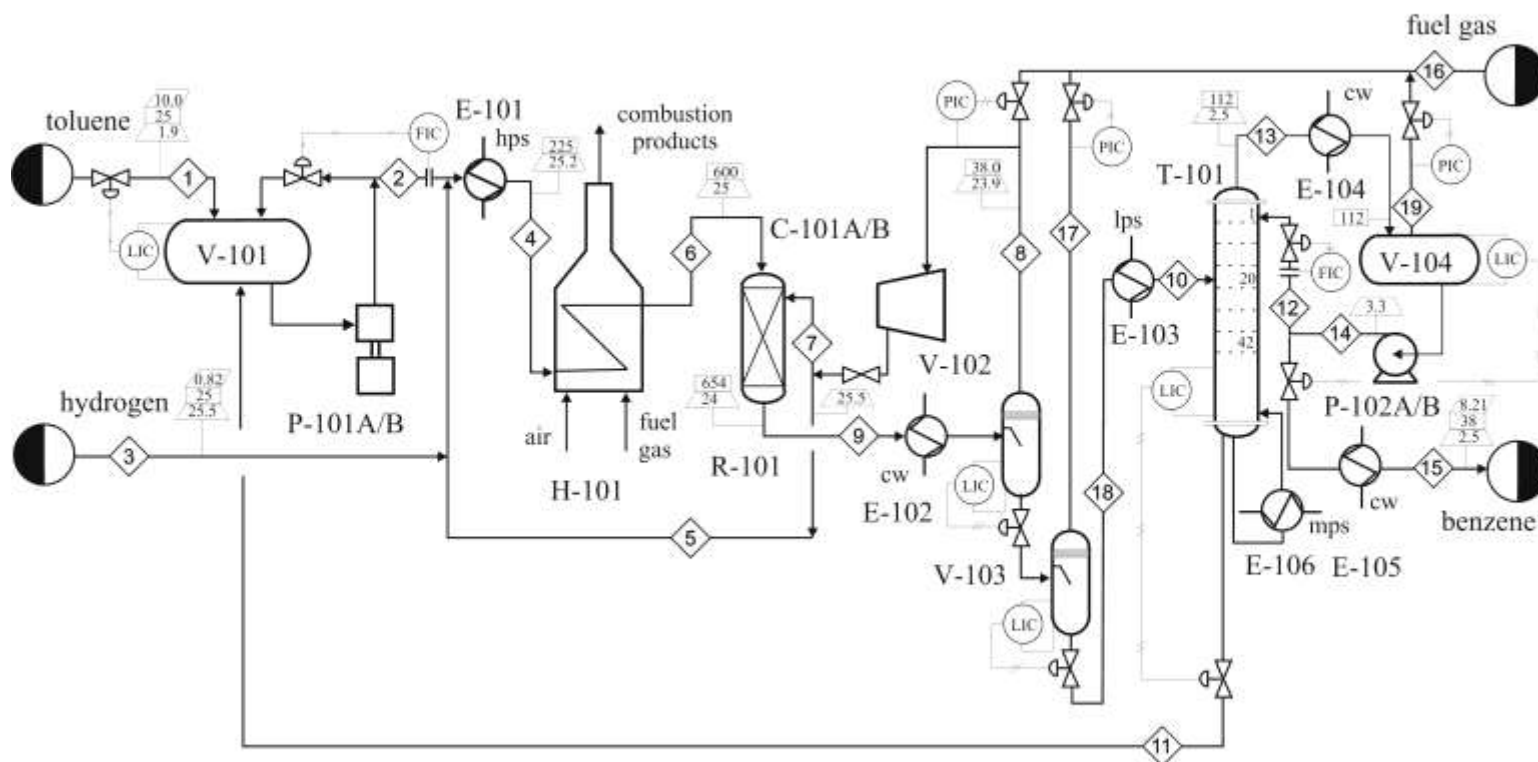 fuel gas
16
toluene
10.0
25
1.9
1
FIC
2
E-101
hps
225
25.2
combustion
products
600
25
PIC
38.0
23.9
PIC
112
2.5
13
cw
E-104
T-101
PIC
19
112
V-104
LIC
LIC
V-101
4
6
C-101A/B
8
17
lps
10
E-103
1
20
42
FIC
12
14
3.3
P-102A/B
7
V-102
R-101
hydrogen
0.82
25
25.5
3
P-101A/B
air
fuel
gas
H-101
654
24
25.5
9
cw
E-102
LIC
18
LIC
8.21
38
2.5
15
cw
benzene
mps
E-106
E-105
5
V-103
LIC
11